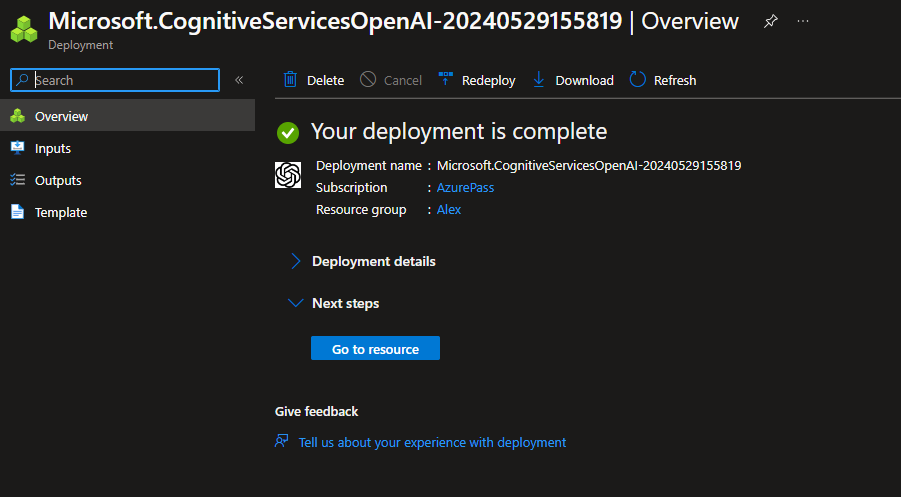 Microsoft.CognitiveServicesOpenAI-20240529155819 | Overview
Deployment
Search
«
Delete
Cancel
Redeploy
Download
Refresh
Overview
Inputs
Outputs
Template
Your deployment is complete
Deployment name : Microsoft.CognitiveServicesOpenAI-20240529155819
Subscription : AzurePass
Resource group : Alex
Deployment details
Next steps
Go to resource
Give feedback
Tell us about your experience with deployment